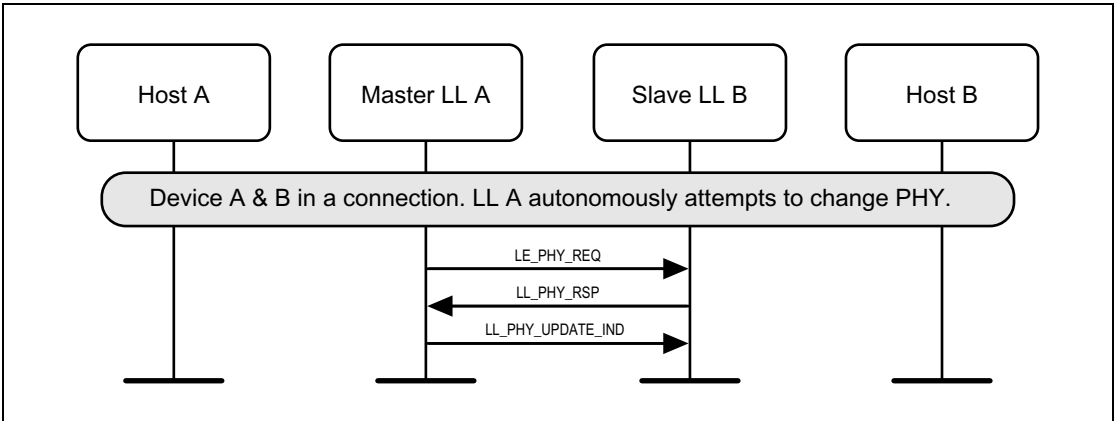 Host A
Master LL A
Slave LL B
Host B
Device A & B in a connection. LL A autonomously attempts to change PHY.
LE_PHY_REQ
LL_PHY_RSP
LL_PHY_UPDATE_IND